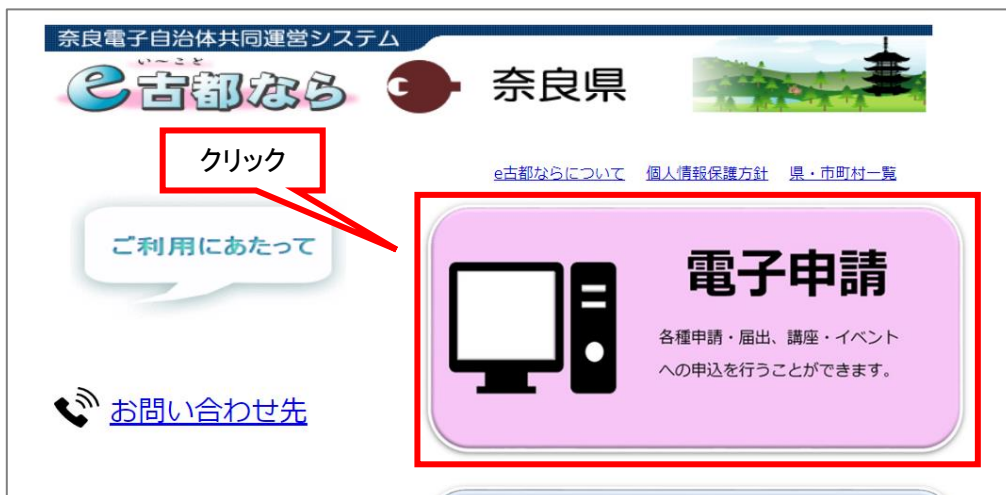 奈良電子自治体共同運営システム
い～こと
e古都なら
奈良県
クリック
e古都ならについて 個人情報保護方針 県・市町村一覧
ご利用にあたって
電子申請
各種申請・届出、講座・イベント
への申込を行うことができます。
お問い合わせ先